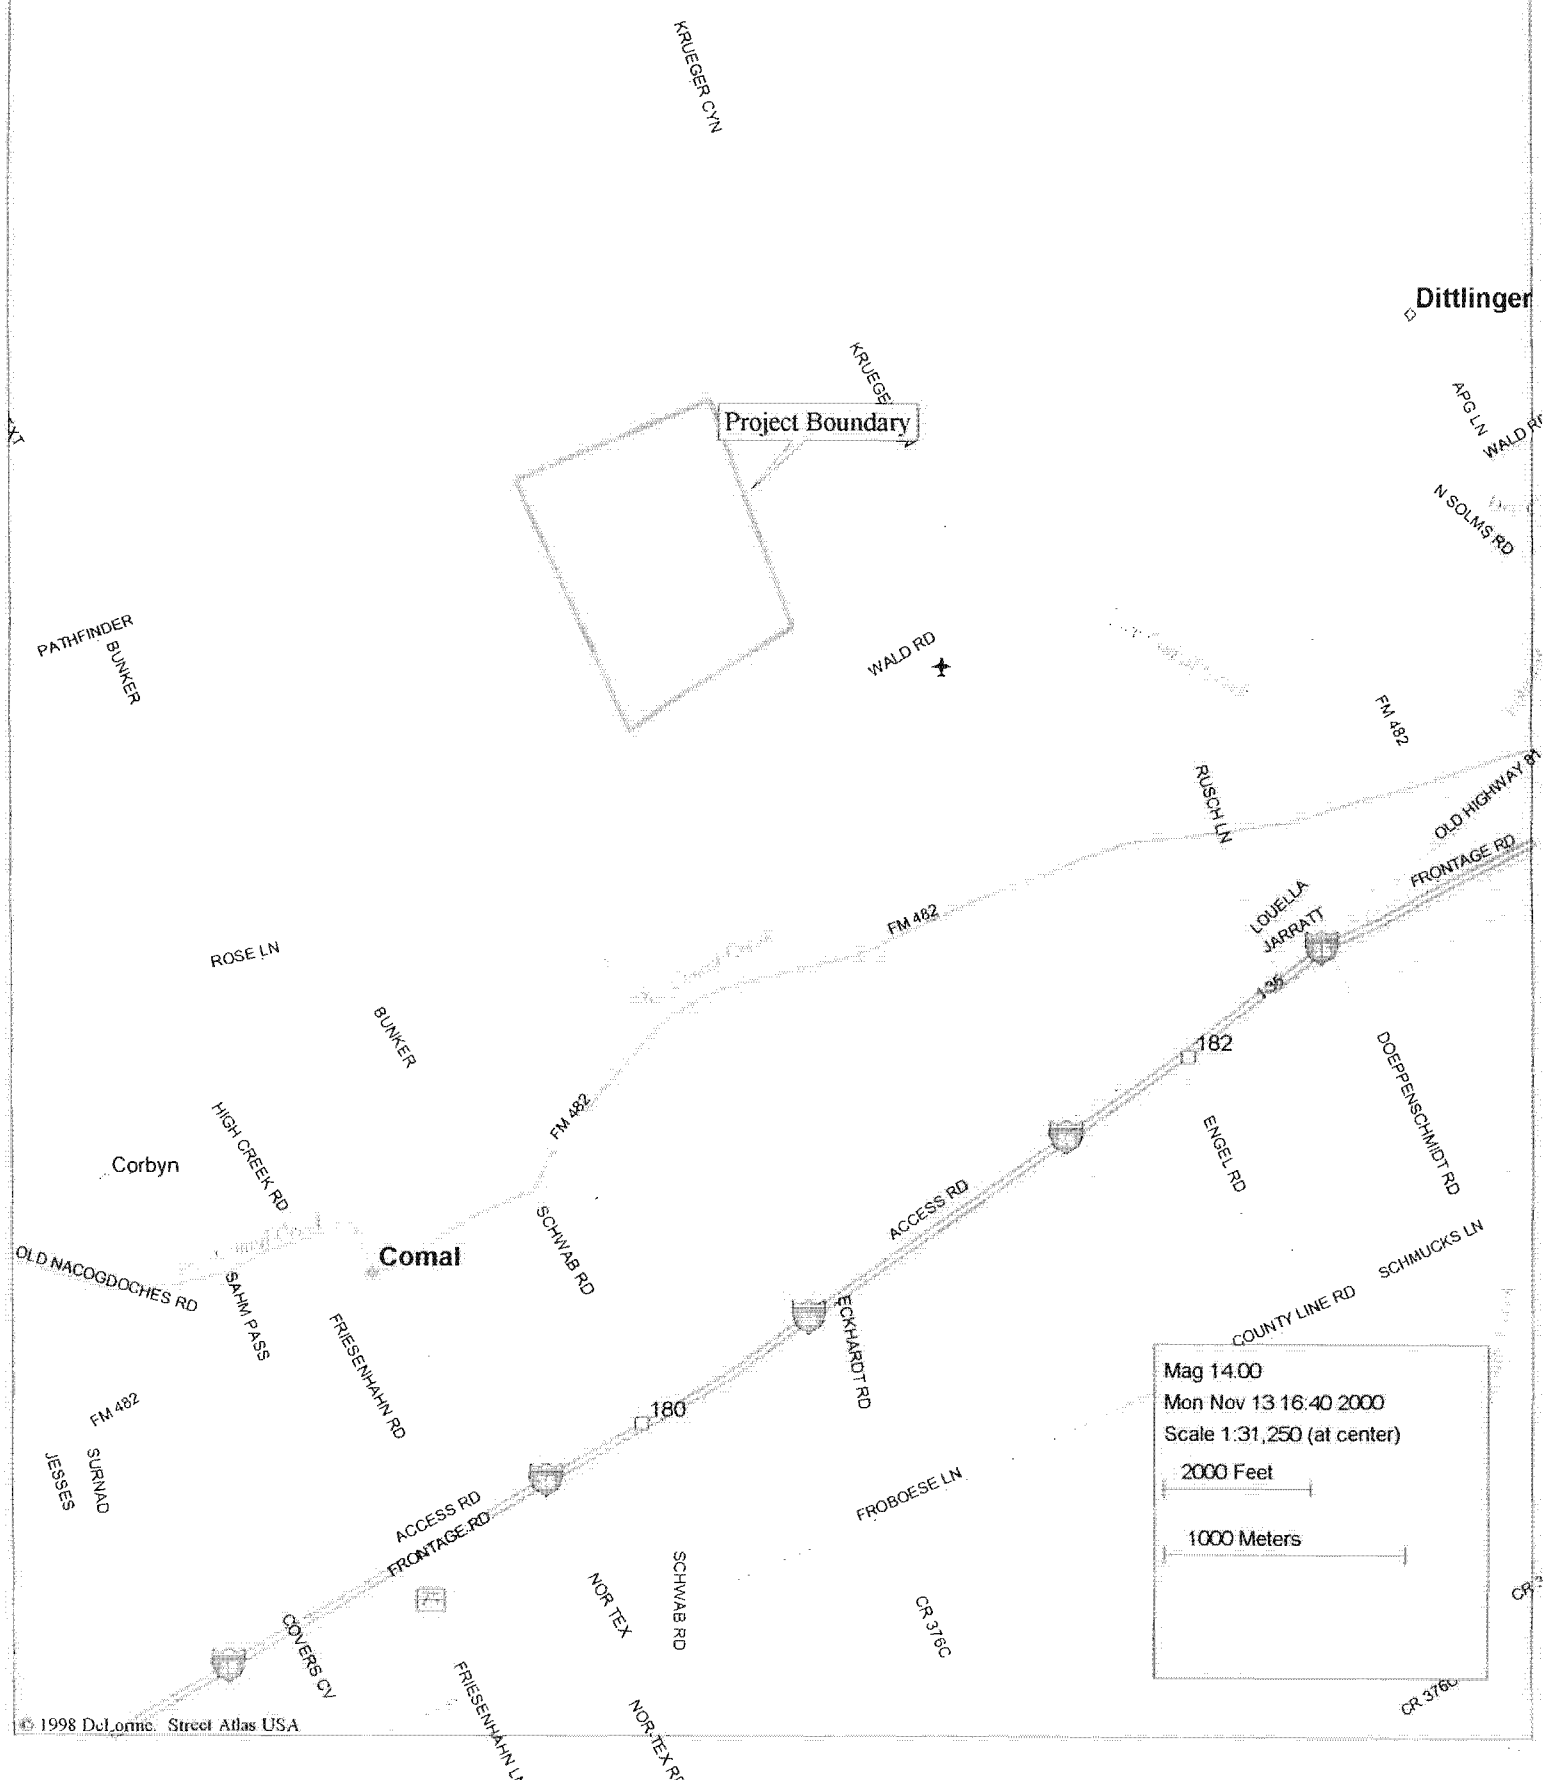 KRUEGER CYN
Dittlinger
KRUEGE
APG LN
Project Boundary
WALD RD
N SOLMS RD
PATHFINDER
BUNKER
WALD RD
FM 482
RUSCH LN
OLD HIGHWAY 81
FRONTAGE RD
LOUELLA
JARRATT
FM 482
ROSE LN
I-35
BUNKER
182
DOEPPENSCHMIDT RD
FM 482
HIGH CREEK RD
ENGEL RD
Corbyn
ACCESS RD
SCHWAB RD
Comal
SCHMUCKS LN
OLD NACOGDOCHES RD
SAHM PASS
COUNTY LINE RD
ECKHARDT RD
FRIESENHAHN RD
Mag 14.00
Mon Nov 13 16:40 2000
Scale 1:31,250 (at center)
2000 Feet
1000 Meters
FM 482
180
JESSES
SURNAD
FROBOESE LN
ACCESS RD
FRONTAGE RD
SCHWAB RD
NOR TEX
CR 376C
COVERS CV
FRIESENHAHN LN
CR 376C
NOR-TEX RD
© 1998 DeLorme. Street Atlas USA